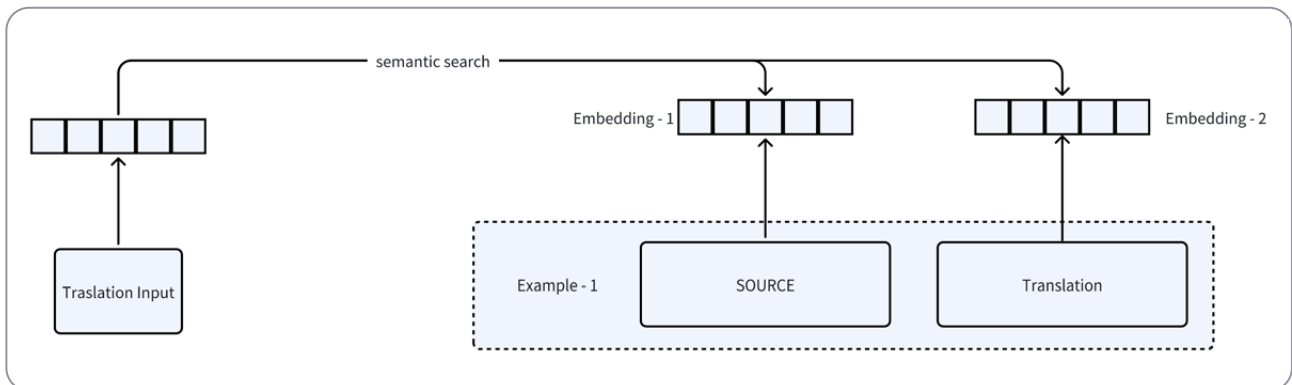 semantic search
Embedding - 1
Embedding - 2
Traslation Input
Example - 1
SOURCE
Translation